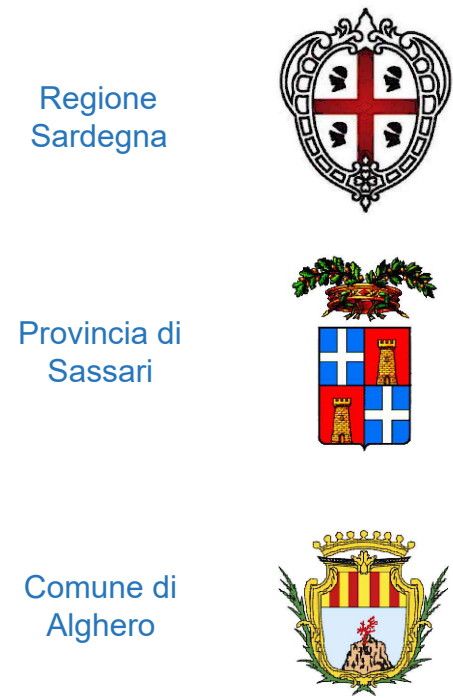 Regione
Sardegna
Provincia di
Sassari
Comune di
Alghero